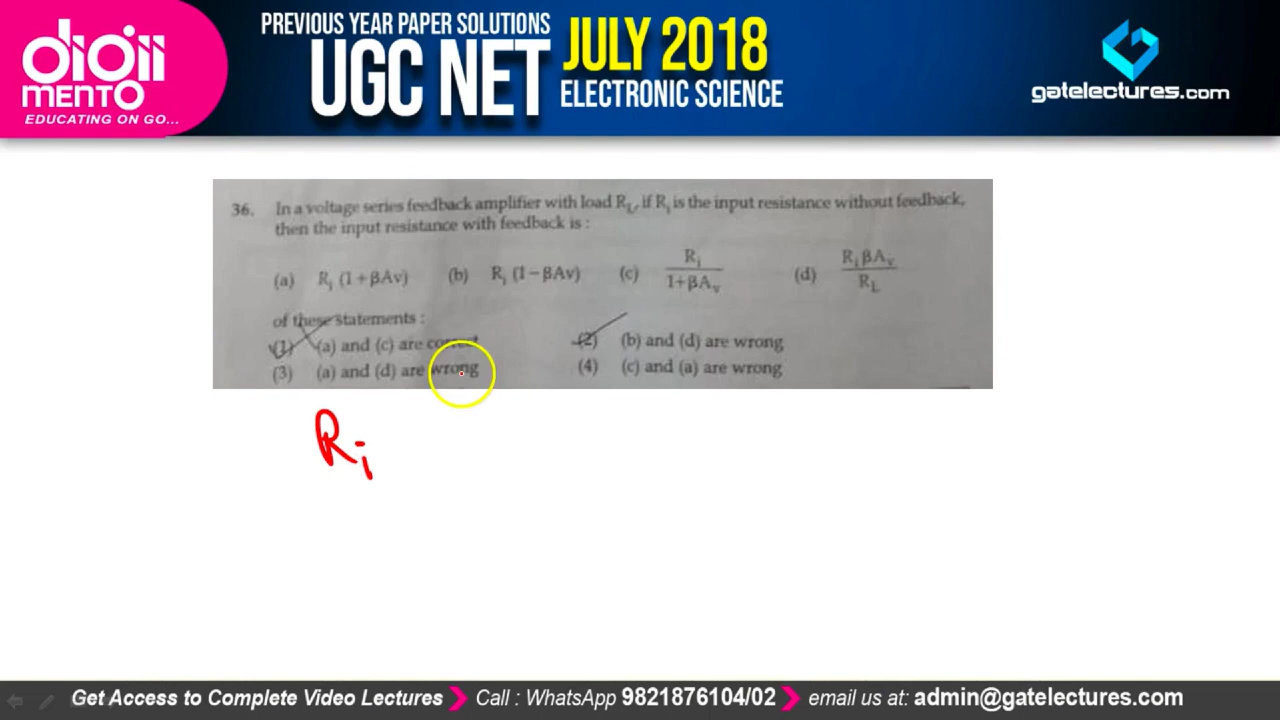 digii
MENTO
EDUCATING ON GO...
PREVIOUS YEAR PAPER SOLUTIONS
UGC NET
JULY 2018
ELECTRONIC SCIENCE
gatelectures.com
36. In a voltage series feedback amplifier with load R_L, if R_i is the input resistance without feedback,
then the input resistance with feedback is :
(a) R_i (1 + βAv) (b) R_i (1 − βAv) (c) R_i / (1+βA_v) (d) R_i βA_v / R_L
of these statements :
(1) (a) and (c) are correct (2) (b) and (d) are wrong
(3) (a) and (d) are wrong (4) (c) and (a) are wrong
R_i
Get Access to Complete Video Lectures Call : WhatsApp 9821876104/02 email us at: admin@gatelectures.com